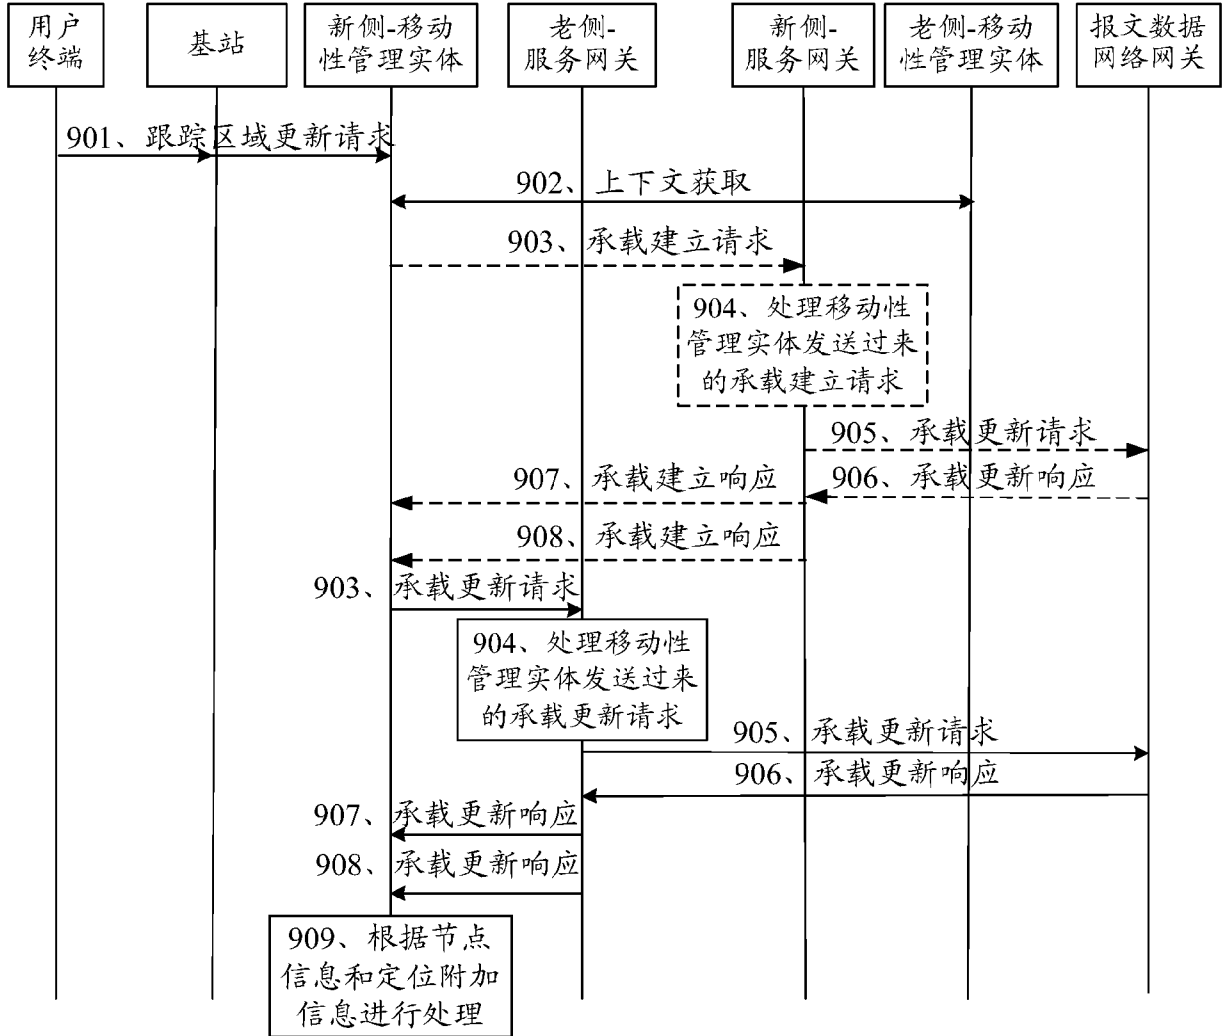 用户
终端
基站
新侧-移动
性管理实体
老侧-
服务网关
新侧-
服务网关
老侧-移动
性管理实体
报文数据
网络网关
901、跟踪区域更新请求
902、上下文获取
903、承载建立请求
904、处理移动性
管理实体发送过来
的承载建立请求
905、承载更新请求
906、承载更新响应
907、承载建立响应
908、承载建立响应
903、承载更新请求
904、处理移动性
管理实体发送过来
的承载更新请求
905、承载更新请求
906、承载更新响应
907、承载更新响应
908、承载更新响应
909、根据节点
信息和定位附加
信息进行处理